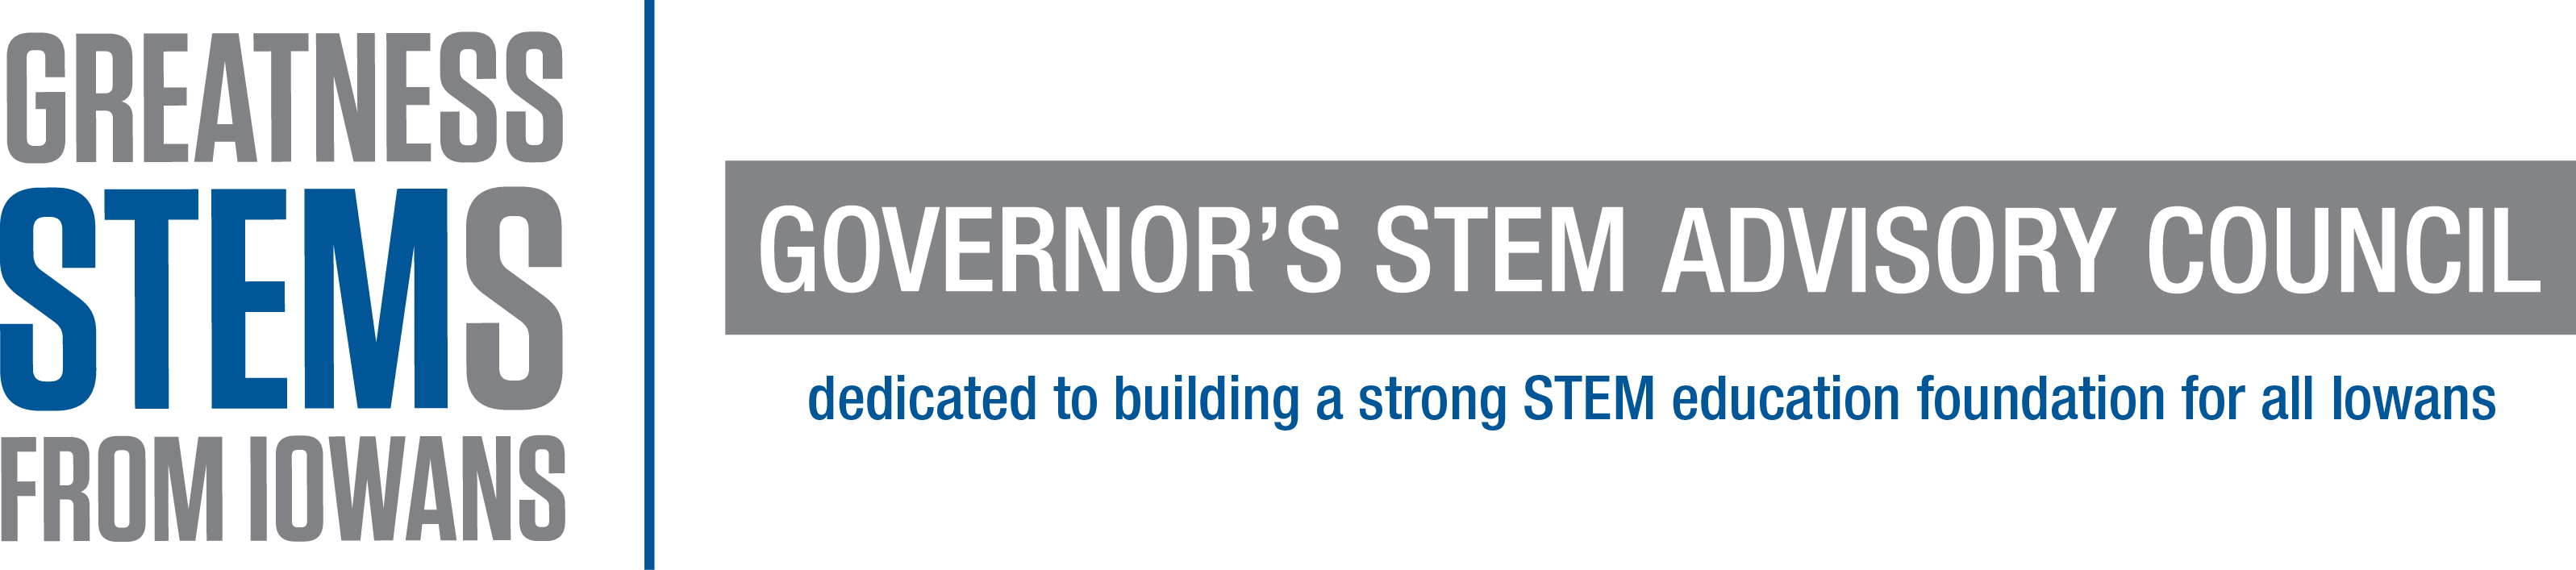 GREATNESS
STEMS
FROM IOWANS
GOVERNOR’S STEM ADVISORY COUNCIL
dedicated to building a strong STEM education foundation for all Iowans